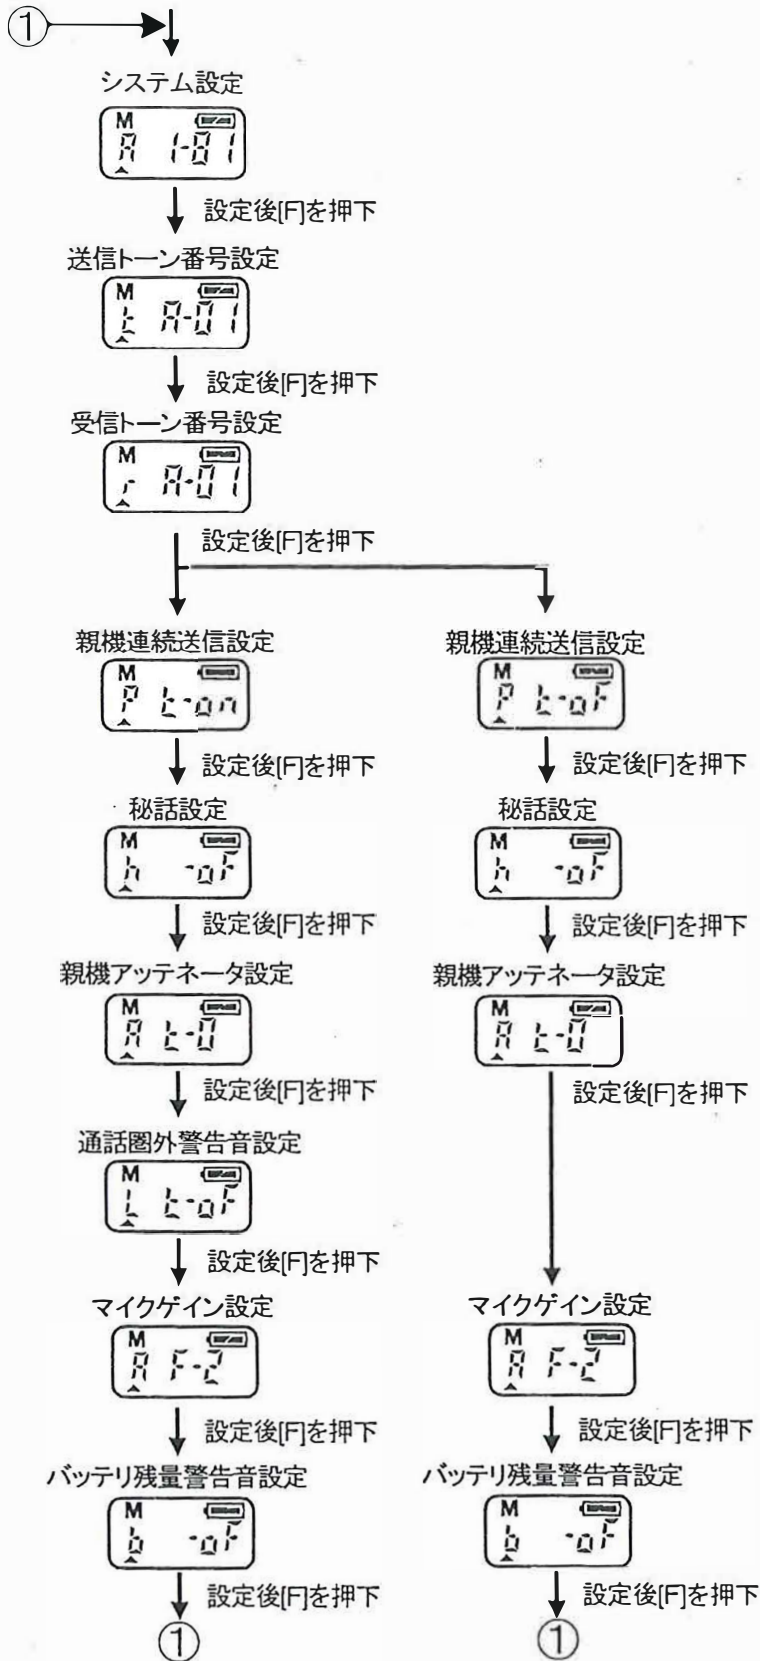 ①
システム設定
M
A 1-81
設定後[F]を押下
送信トーン番号設定
M
t A-01
設定後[F]を押下
受信トーン番号設定
M
r A-01
設定後[F]を押下
親機連続送信設定
M
P t-on
設定後[F]を押下
秘話設定
M
h -oF
設定後[F]を押下
親機アッテネータ設定
M
A t-0
設定後[F]を押下
通話圏外警告音設定
M
L t-oF
設定後[F]を押下
マイクゲイン設定
M
A F-2
設定後[F]を押下
バッテリ残量警告音設定
M
b -oF
設定後[F]を押下
①
親機連続送信設定
M
P t-oF
設定後[F]を押下
秘話設定
M
h -oF
設定後[F]を押下
親機アッテネータ設定
M
A t-0
設定後[F]を押下
マイクゲイン設定
M
A F-2
設定後[F]を押下
バッテリ残量警告音設定
M
b -oF
設定後[F]を押下
①